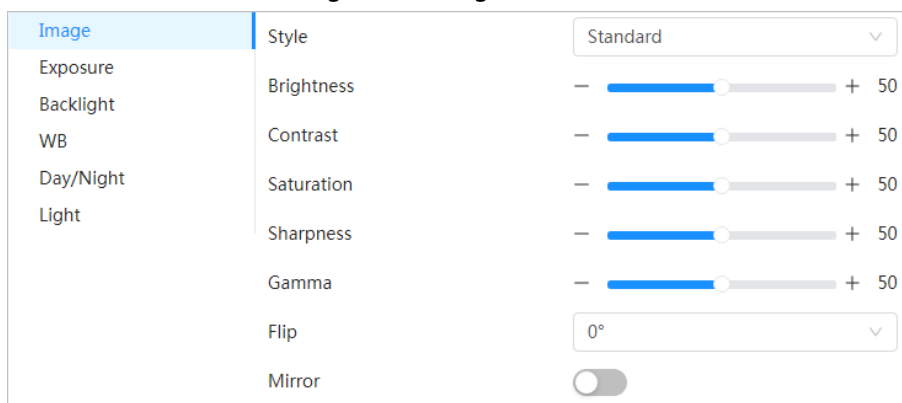 Image
Exposure
Backlight
WB
Day/Night
Light
Style Standard
Brightness − + 50
Contrast − + 50
Saturation − + 50
Sharpness − + 50
Gamma − + 50
Flip 0°
Mirror